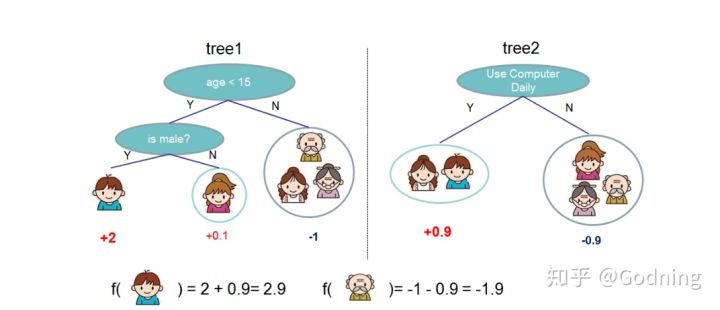 tree1
tree2
age < 15
Use Computer
Daily
Y
N
Y
N
is male?
Y
N
+2
+0.1
-1
+0.9
-0.9
f( ) = 2 + 0.9= 2.9
f( )= -1 - 0.9 = -1.9
知乎 @Godning